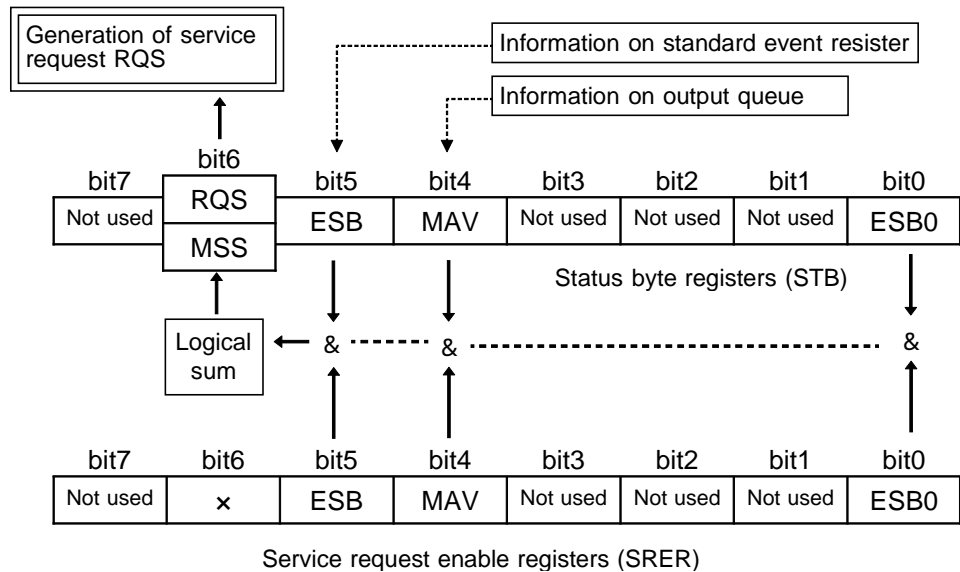 Generation of service
request RQS
Information on standard event resister
Information on output queue
bit7 bit6 bit5 bit4 bit3 bit2 bit1 bit0
Not used RQS ESB MAV Not used Not used Not used ESB0
MSS
Status byte registers (STB)
Logical
sum
& & &
bit7 bit6 bit5 bit4 bit3 bit2 bit1 bit0
Not used × ESB MAV Not used Not used Not used ESB0
Service request enable registers (SRER)